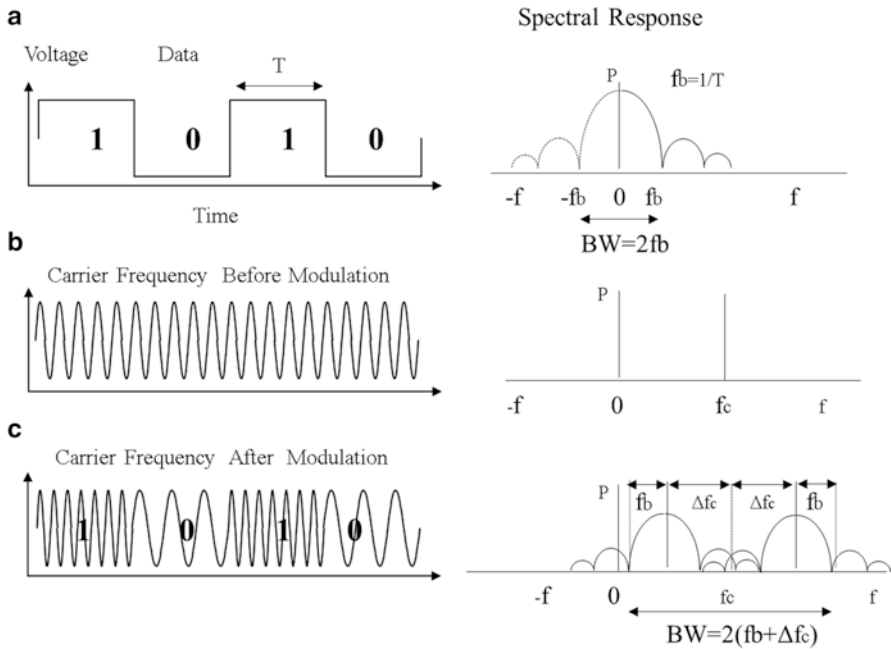 a
Spectral Response
Voltage Data T
P fb=1/T
1 0 1 0
-f -fb 0 fb f
Time
BW=2fb
b
Carrier Frequency Before Modulation
P
-f 0 fc f
c
Carrier Frequency After Modulation
P fb Δfc Δfc fb
1 0 1 0
-f 0 fc f
BW=2(fb+Δfc)